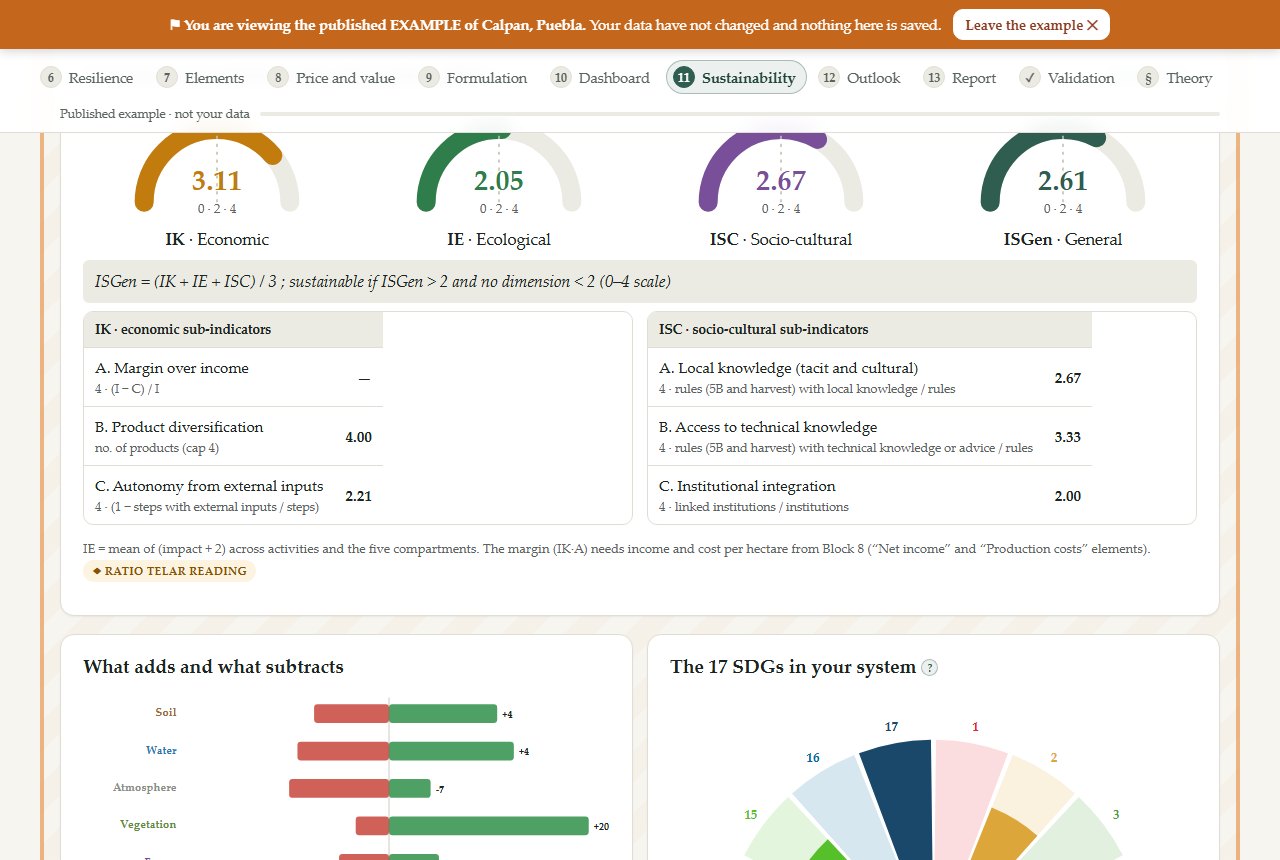 ⚑ You are viewing the published EXAMPLE of Calpan, Puebla. Your data have not changed and nothing here is saved. Leave the example ✕
6 Resilience 7 Elements 8 Price and value 9 Formulation 10 Dashboard 11 Sustainability 12 Outlook 13 Report ✓ Validation § Theory
Published example · not your data
3.11 2.05 2.67 2.61
0 · 2 · 4 0 · 2 · 4 0 · 2 · 4 0 · 2 · 4
IK · Economic IE · Ecological ISC · Socio-cultural ISGen · General
ISGen = (IK + IE + ISC) / 3 ; sustainable if ISGen > 2 and no dimension < 2 (0–4 scale)
IK · economic sub-indicators
A. Margin over income —
4 · (I − C) / I
B. Product diversification 4.00
no. of products (cap 4)
C. Autonomy from external inputs 2.21
4 · (1 − steps with external inputs / steps)
ISC · socio-cultural sub-indicators
A. Local knowledge (tacit and cultural) 2.67
4 · rules (5B and harvest) with local knowledge / rules
B. Access to technical knowledge 3.33
4 · rules (5B and harvest) with technical knowledge or advice / rules
C. Institutional integration 2.00
4 · linked institutions / institutions
IE = mean of (impact + 2) across activities and the five compartments. The margin (IK·A) needs income and cost per hectare from Block 8 (“Net income” and “Production costs” elements).
◆ RATIO TELAR READING
What adds and what subtracts
Soil +4
Water +4
Atmosphere -7
Vegetation +20
The 17 SDGs in your system ?
17 1
16 2
15 3